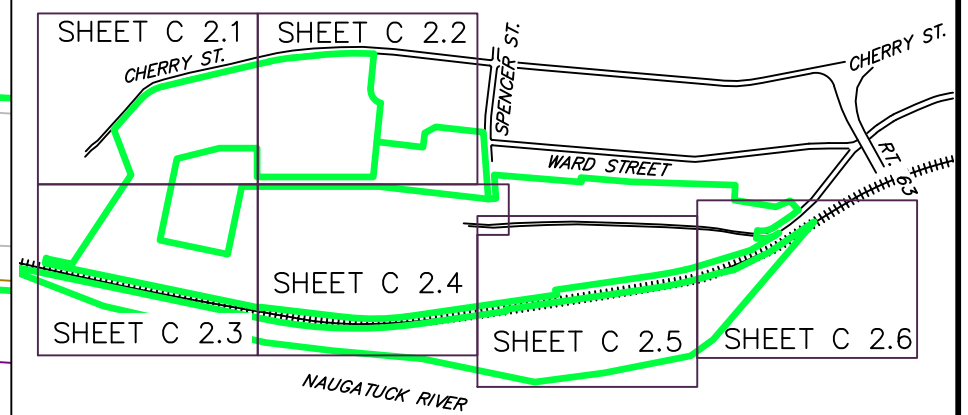 SHEET C 2.1
SHEET C 2.2
CHERRY ST.
SPENCER ST.
CHERRY ST.
WARD STREET
RT. 63
SHEET C 2.4
SHEET C 2.3
SHEET C 2.5
SHEET C 2.6
NAUGATUCK RIVER